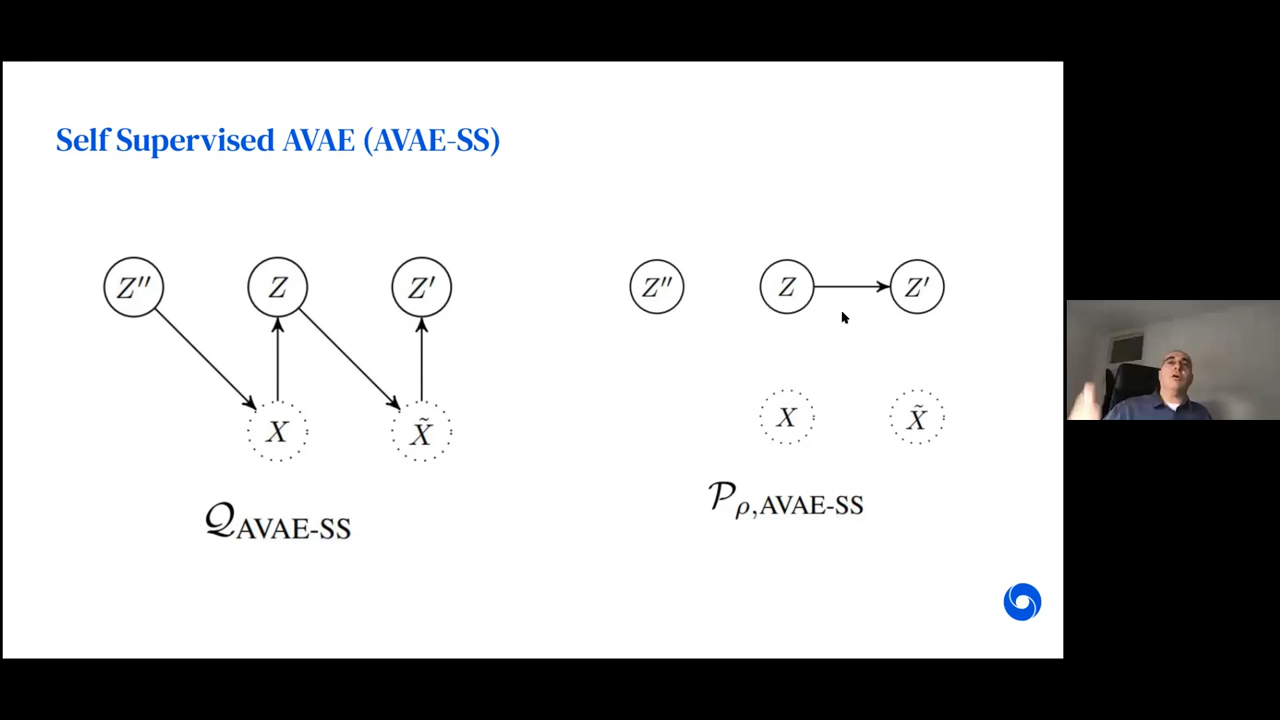 Self Supervised AVAE (AVAE-SS)
Z″ Z Z′ Z″ Z Z′
X X̃ X X̃
𝒬AVAE-SS 𝒫ρ,AVAE-SS